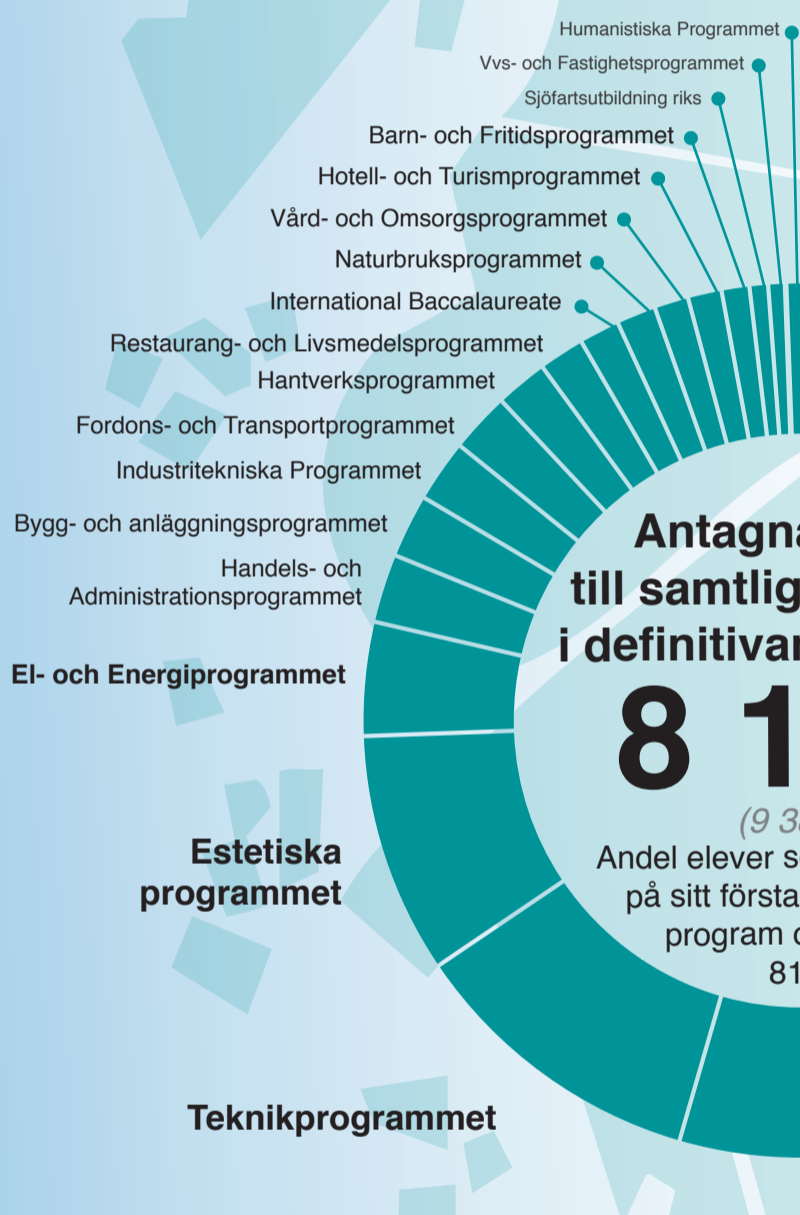 Humanistiska Programmet
Vvs- och Fastighetsprogrammet
Sjöfartsutbildning riks
Barn- och Fritidsprogrammet
Hotell- och Turismprogrammet
Vård- och Omsorgsprogrammet
Naturbruksprogrammet
International Baccalaureate
Restaurang- och Livsmedelsprogrammet
Hantverksprogrammet
Fordons- och Transportprogrammet
Industritekniska Programmet
Bygg- och anläggningsprogrammet
Handels- och
Administrationsprogrammet
El- och Energiprogrammet
Estetiska
programmet
Teknikprogrammet
Antagna
till samtlig
i definitivan
8 1
(9 3
Andel elever s
på sitt första
program
81